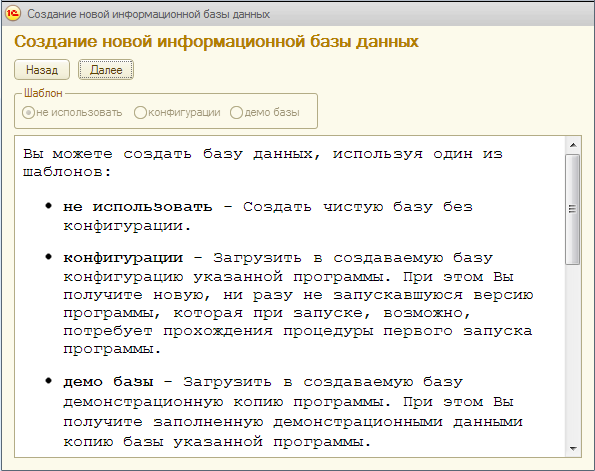 1С Создание новой информационной базы данных
Создание новой информационной базы данных
Назад Далее
Шаблон
не использовать конфигурации демо базы
Вы можете создать базу данных, используя один из
шаблонов:
• не использовать - Создать чистую базу без
конфигурации.
• конфигурации - Загрузить в создаваемую базу
конфигурацию указанной программы. При этом Вы
получите новую, ни разу не запускавшуюся версию
программы, которая при запуске, возможно,
потребует прохождения процедуры первого запуска
программы.
• демо базы - Загрузить в создаваемую базу
демонстрационную копию программы. При этом Вы
получите заполненную демонстрационными данными
копию базы указанной программы.